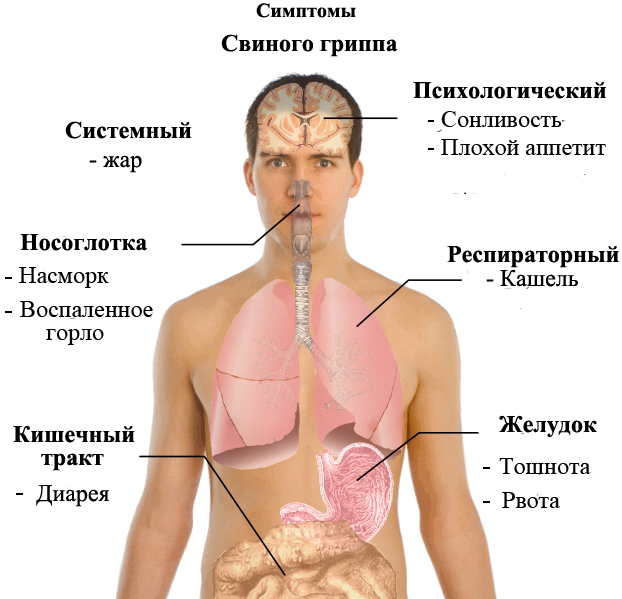 Симптомы
Свиного гриппа
Психологический
- Сонливость
- Плохой аппетит
Системный
- жар
Носоглотка
- Насморк
- Воспаленное
горло
Респираторный
- Кашель
Кишечный
тракт
- Диарея
Желудок
- Тошнота
- Рвота